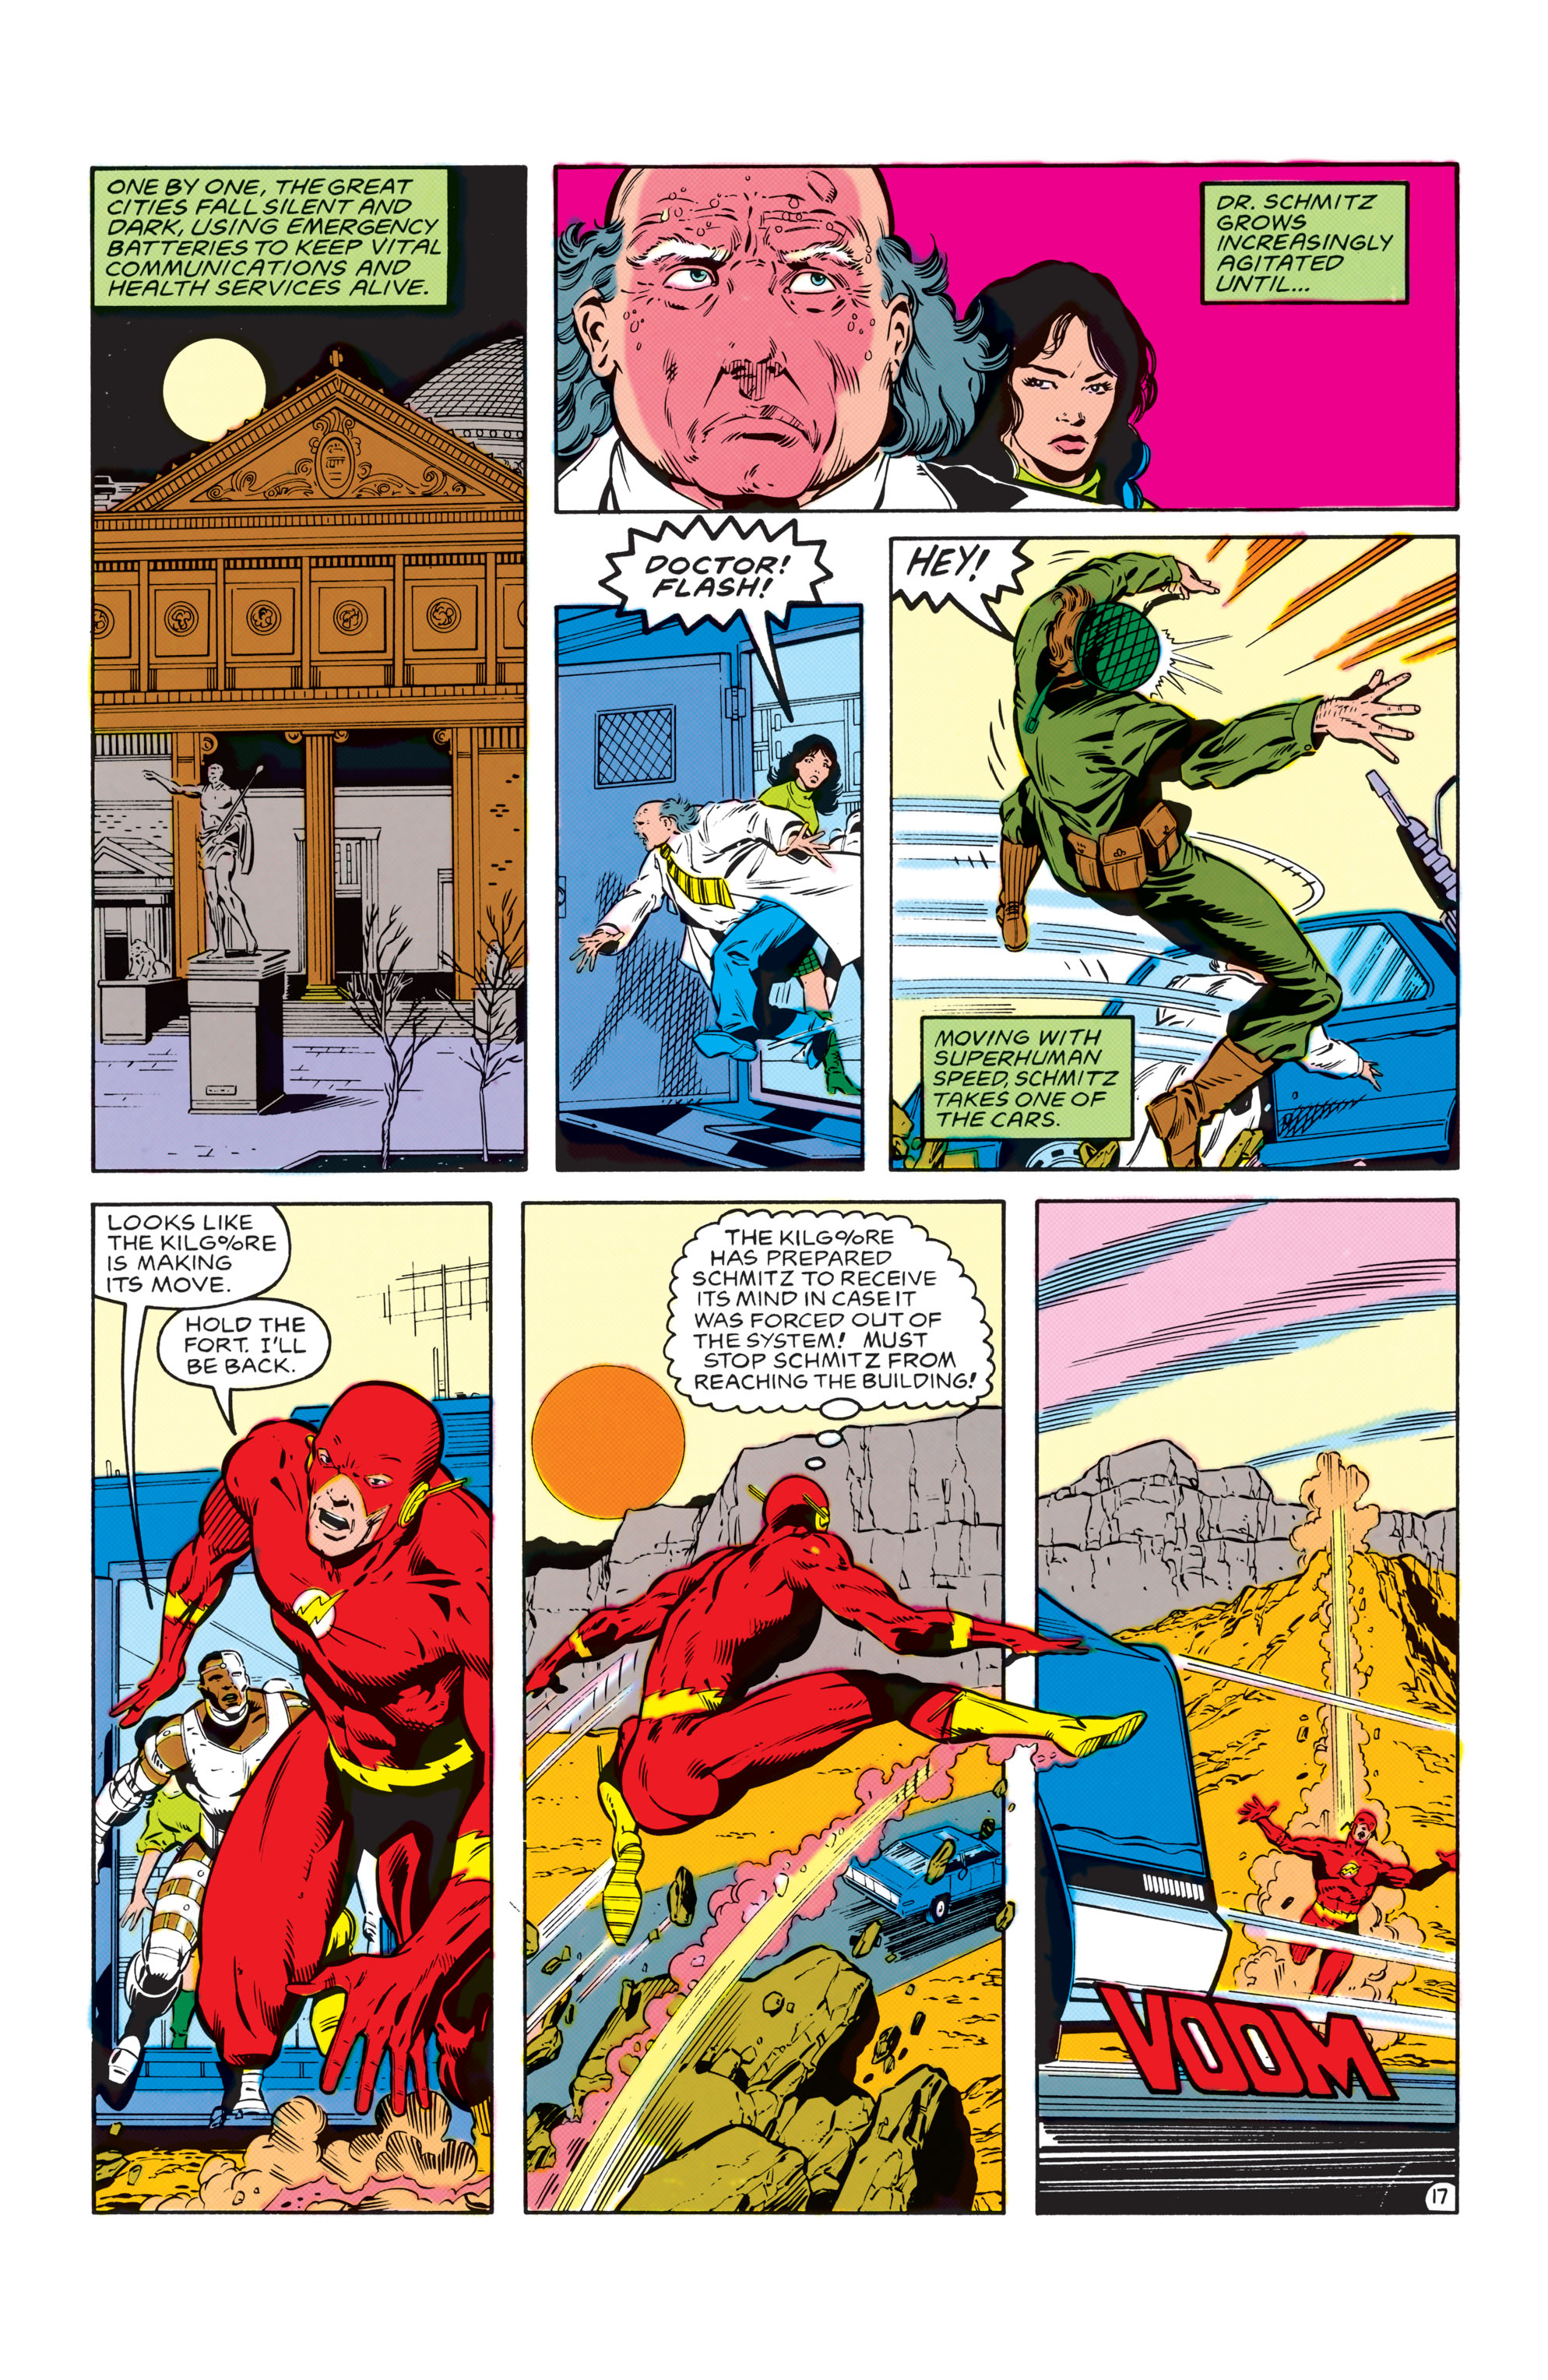 ONE BY ONE, THE GREAT
CITIES FALL SILENT AND
DARK, USING EMERGENCY
BATTERIES TO KEEP VITAL
COMMUNICATIONS AND
HEALTH SERVICES ALIVE.
DR. SCHMITZ
GROWS
INCREASINGLY
AGITATED
UNTIL...
DOCTOR!
FLASH!
HEY!
MOVING WITH
SUPERHUMAN
SPEED, SCHMITZ
TAKES ONE OF
THE CARS.
LOOKS LIKE
THE KILG%RE
IS MAKING
ITS MOVE.
HOLD THE
FORT. I'LL
BE BACK.
THE KILG%RE
HAS PREPARED
SCHMITZ TO RECEIVE
ITS MIND IN CASE IT
WAS FORCED OUT OF
THE SYSTEM! MUST
STOP SCHMITZ FROM
REACHING THE BUILDING!
VOOM
17